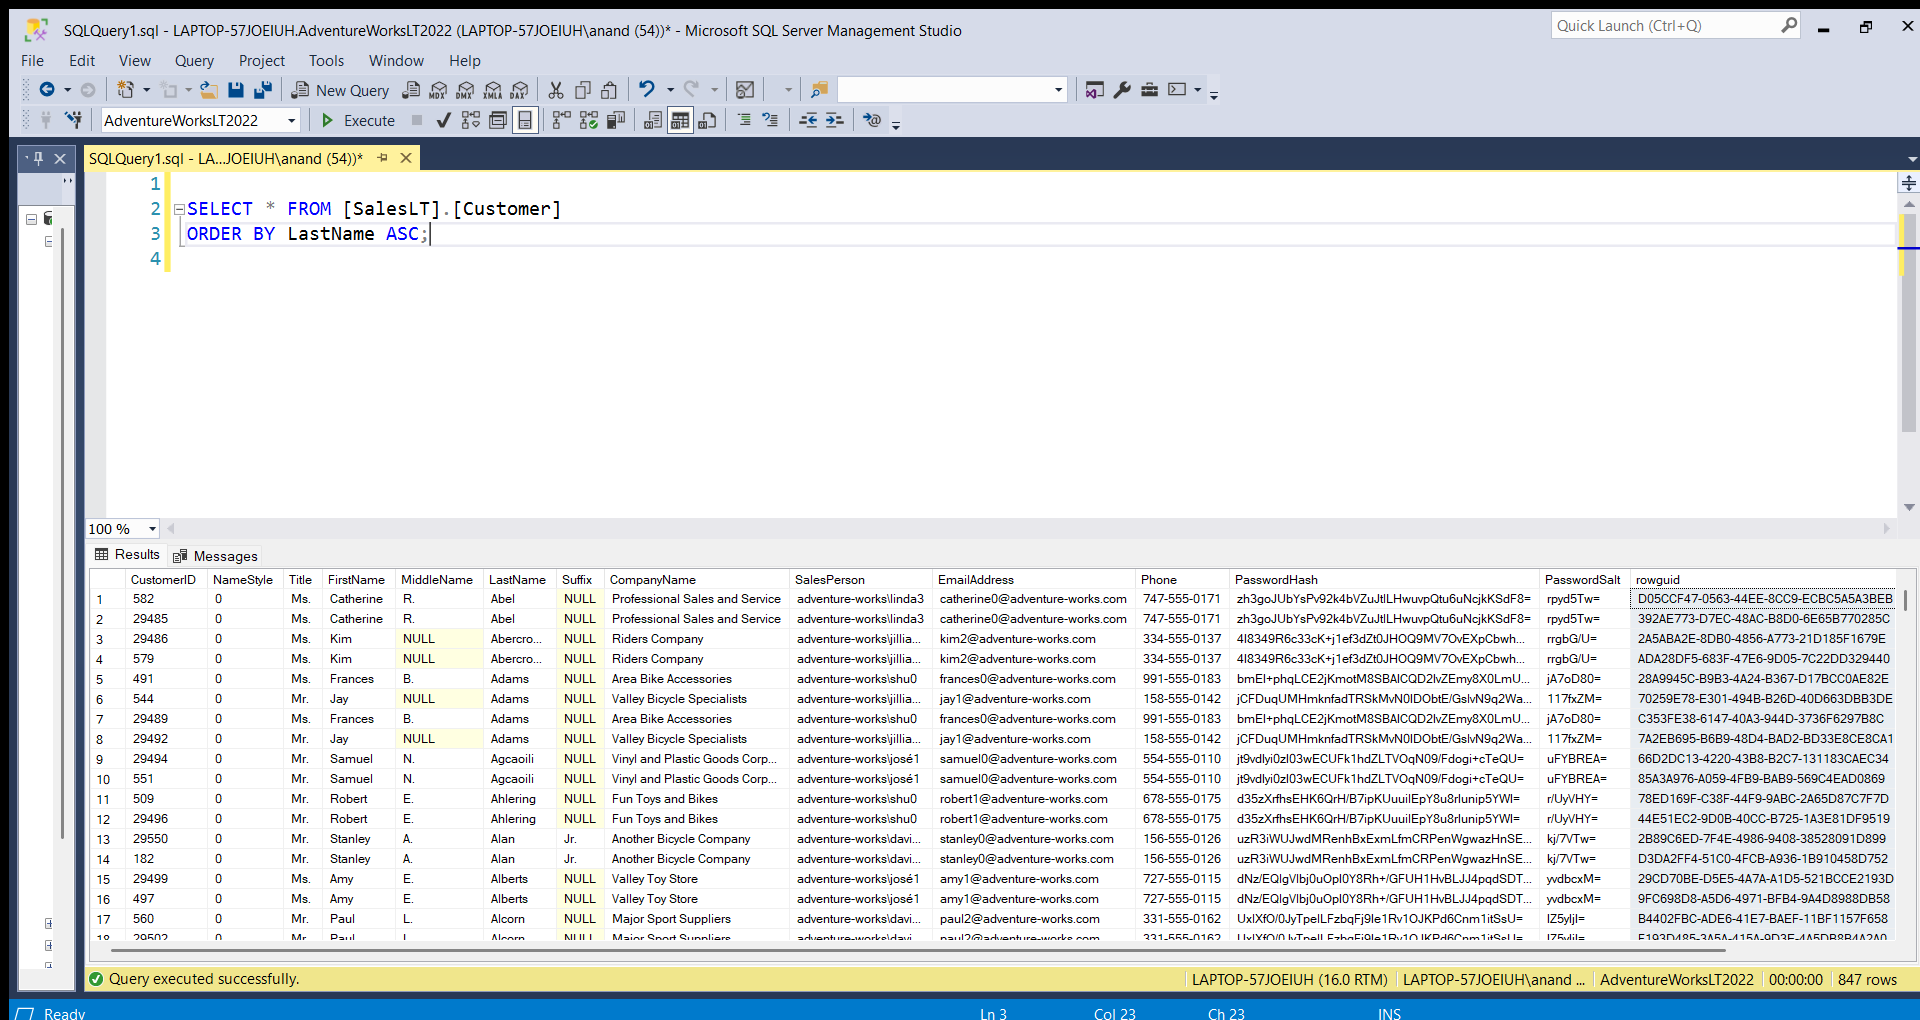 SQLQuery1.sql - LAPTOP-57JOEIUH.AdventureWorksLT2022 (LAPTOP-57JOEIUH\anand (54))* - Microsoft SQL Server Management Studio
Quick Launch (Ctrl+Q)
File Edit View Query Project Tools Window Help
New Query MDX DMX XMLA DAX
AdventureWorksLT2022 Execute
SQLQuery1.sql - LA...JOEIUH\anand (54))*
1
2 SELECT * FROM [SalesLT].[Customer]
3 ORDER BY LastName ASC;
4
100 %
Results Messages
CustomerID NameStyle Title FirstName MiddleName LastName Suffix CompanyName SalesPerson EmailAddress Phone PasswordHash PasswordSalt rowguid
1 582 0 Ms. Catherine R. Abel NULL Professional Sales and Service adventure-works\linda3 catherine0@adventure-works.com 747-555-0171 zh3goJUbYsPv92k4bVZuJtlLHwuvpQtu6uNcjkKSdF8= rpyd5Tw= D05CCF47-0563-44EE-8CC9-ECBC5A5A3BEB
2 29485 0 Ms. Catherine R. Abel NULL Professional Sales and Service adventure-works\linda3 catherine0@adventure-works.com 747-555-0171 zh3goJUbYsPv92k4bVZuJtlLHwuvpQtu6uNcjkKSdF8= rpyd5Tw= 392AE773-D7EC-48AC-B8D0-6E65B770285C
3 29486 0 Ms. Kim NULL Abercro... NULL Riders Company adventure-works\jillia... kim2@adventure-works.com 334-555-0137 4l8349R6c33cK+j1ef3dZt0JHOQ9MV7OvEXpCbwh... rrgbG/U= 2A5ABA2E-8DB0-4856-A773-21D185F1679E
4 579 0 Ms. Kim NULL Abercro... NULL Riders Company adventure-works\jillia... kim2@adventure-works.com 334-555-0137 4l8349R6c33cK+j1ef3dZt0JHOQ9MV7OvEXpCbwh... rrgbG/U= ADA28DF5-683F-47E6-9D05-7C22DD329440
5 491 0 Ms. Frances B. Adams NULL Area Bike Accessories adventure-works\shu0 frances0@adventure-works.com 991-555-0183 bmEI+phqLCE2jKmotM8SBAICQD2lvZEmy8X0LmU... jA7oD80= 28A9945C-B9B3-4A24-B367-D17BCC0AE82E
6 544 0 Mr. Jay NULL Adams NULL Valley Bicycle Specialists adventure-works\jillia... jay1@adventure-works.com 158-555-0142 jCFDuqUMHmknfadTRSkMvN0IDObtE/GslvN9q2Wa... 117fxZM= 70259E78-E301-494B-B26D-40D663DBB3DE
7 29489 0 Ms. Frances B. Adams NULL Area Bike Accessories adventure-works\shu0 frances0@adventure-works.com 991-555-0183 bmEI+phqLCE2jKmotM8SBAICQD2lvZEmy8X0LmU... jA7oD80= C353FE38-6147-40A3-944D-3736F6297B8C
8 29492 0 Mr. Jay NULL Adams NULL Valley Bicycle Specialists adventure-works\jillia... jay1@adventure-works.com 158-555-0142 jCFDuqUMHmknfadTRSkMvN0IDObtE/GslvN9q2Wa... 117fxZM= 7A2EB695-B6B9-48D4-BAD2-BD33E8CE8CA1
9 29494 0 Mr. Samuel N. Agcaoili NULL Vinyl and Plastic Goods Corp... adventure-works\josé1 samuel0@adventure-works.com 554-555-0110 jt9vdlyi0zl03wECUFk1hdZLTVOqN09/Fdogi+cTeQU= uFYBREA= 66D2DC13-4220-43B8-B2C7-131183CAEC34
10 551 0 Mr. Samuel N. Agcaoili NULL Vinyl and Plastic Goods Corp... adventure-works\josé1 samuel0@adventure-works.com 554-555-0110 jt9vdlyi0zl03wECUFk1hdZLTVOqN09/Fdogi+cTeQU= uFYBREA= 85A3A976-A059-4FB9-BAB9-569C4EAD0869
11 509 0 Mr. Robert E. Ahlering NULL Fun Toys and Bikes adventure-works\shu0 robert1@adventure-works.com 678-555-0175 d35zXrfhsEHK6QrH/B7ipKUuuilEpY8u8rlunip5YWI= r/UyVHY= 78ED169F-C38F-44F9-9ABC-2A65D87C7F7D
12 29496 0 Mr. Robert E. Ahlering NULL Fun Toys and Bikes adventure-works\shu0 robert1@adventure-works.com 678-555-0175 d35zXrfhsEHK6QrH/B7ipKUuuilEpY8u8rlunip5YWI= r/UyVHY= 44E51EC2-9D0B-40CC-B725-1A3E81DF9519
13 29550 0 Mr. Stanley A. Alan Jr. Another Bicycle Company adventure-works\davi... stanley0@adventure-works.com 156-555-0126 uzR3iWUJwdMRenhBxExmLfmCRPenWgwazHnSE... kj/7VTw= 2B89C6ED-7F4E-4986-9408-38528091D899
14 182 0 Mr. Stanley A. Alan Jr. Another Bicycle Company adventure-works\davi... stanley0@adventure-works.com 156-555-0126 uzR3iWUJwdMRenhBxExmLfmCRPenWgwazHnSE... kj/7VTw= D3DA2FF4-51C0-4FCB-A936-1B910458D752
15 29499 0 Ms. Amy E. Alberts NULL Valley Toy Store adventure-works\josé1 amy1@adventure-works.com 727-555-0115 dNz/EQlgVlbj0uOpl0Y8Rh+/GFUH1HvBLJJ4pqdSDT... yvdbcxM= 29CD70BE-D5E5-4A7A-A1D5-521BCCE2193D
16 497 0 Ms. Amy E. Alberts NULL Valley Toy Store adventure-works\josé1 amy1@adventure-works.com 727-555-0115 dNz/EQlgVlbj0uOpl0Y8Rh+/GFUH1HvBLJJ4pqdSDT... yvdbcxM= 9FC698D8-A5D6-4971-BFB4-9A4D8988DB58
17 560 0 Mr. Paul L. Alcorn NULL Major Sport Suppliers adventure-works\davi... paul2@adventure-works.com 331-555-0162 UxlXfO/0JyTpelLFzbqFj9Ie1Rv1OJKPd6Cnm1itSsU= IZ5yljI= B4402FBC-ADE6-41E7-BAEF-11BF1157F658
18 29502 0 Mr. Paul L. Alcorn NULL Major Sport Suppliers adventure-works\davi... paul2@adventure-works.com 331-555-0162 UxlXfO/0JyTpelLFzbqFj9Ie1Rv1OJKPd6Cnm1itSsU= IZ5yljI= F193D485-3A5A-415A-9D3E-4A5DB8B4A2A0
Query executed successfully. LAPTOP-57JOEIUH (16.0 RTM) LAPTOP-57JOEIUH\anand ... AdventureWorksLT2022 00:00:00 847 rows
Ready Ln 3 Col 23 Ch 23 INS